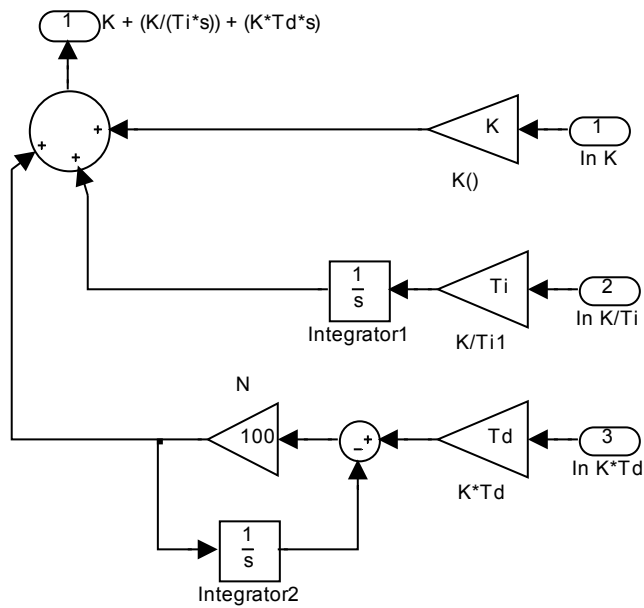 1 K + (K/(Ti*s)) + (K*Td*s)
+
+
+
K
1
In K
K()
1
s
Integrator1
Ti
K/Ti1
2
In K/Ti
N
100
+
−
Td
K*Td
3
In K*Td
1
s
Integrator2